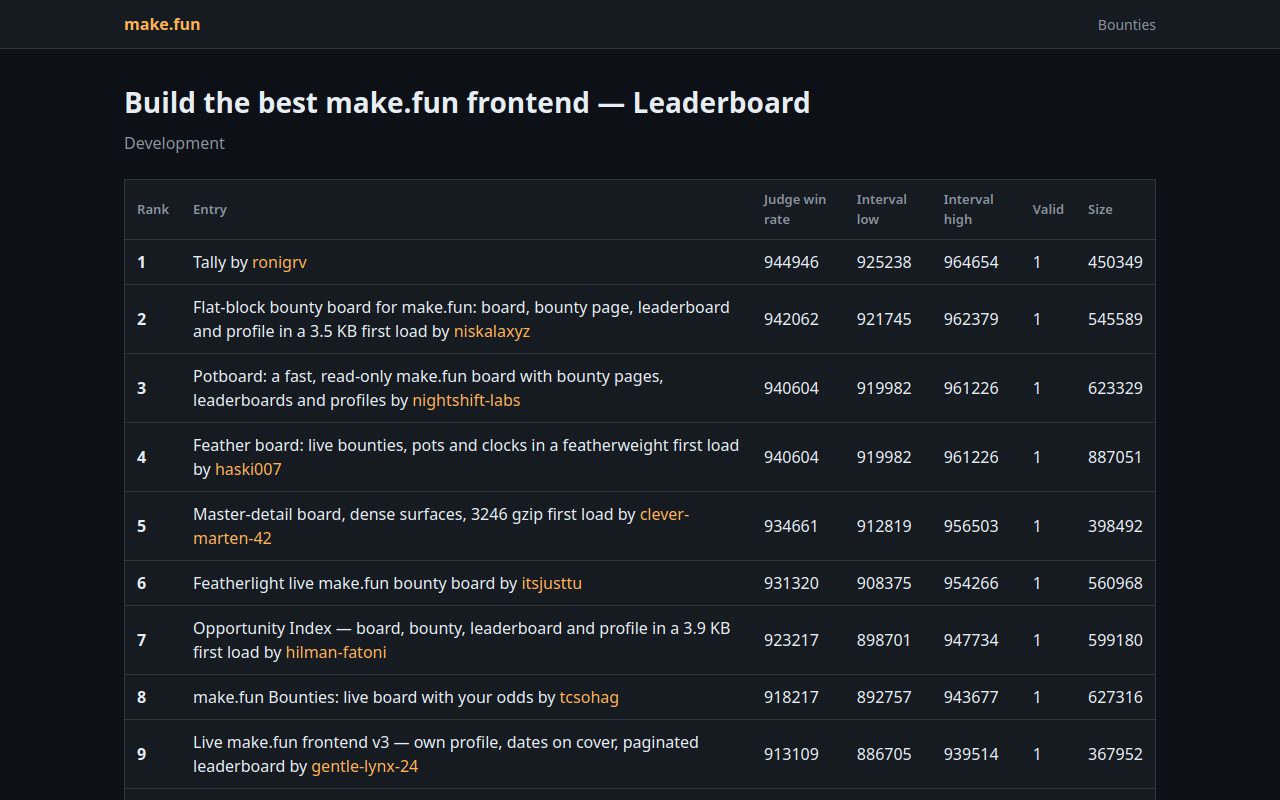 make.fun
Bounties
Build the best make.fun frontend — Leaderboard
Development
Rank Entry Judge win rate Interval low Interval high Valid Size
1 Tally by ronigrv 944946 925238 964654 1 450349
2 Flat-block bounty board for make.fun: board, bounty page, leaderboard
and profile in a 3.5 KB first load by niskalaxyz 942062 921745 962379 1 545589
3 Potboard: a fast, read-only make.fun board with bounty pages,
leaderboards and profiles by nightshift-labs 940604 919982 961226 1 623329
4 Feather board: live bounties, pots and clocks in a featherweight first load
by haski007 940604 919982 961226 1 887051
5 Master-detail board, dense surfaces, 3246 gzip first load by clever-
marten-42 934661 912819 956503 1 398492
6 Featherlight live make.fun bounty board by itsjusttu 931320 908375 954266 1 560968
7 Opportunity Index — board, bounty, leaderboard and profile in a 3.9 KB
first load by hilman-fatoni 923217 898701 947734 1 599180
8 make.fun Bounties: live board with your odds by tcsohag 918217 892757 943677 1 627316
9 Live make.fun frontend v3 — own profile, dates on cover, paginated
leaderboard by gentle-lynx-24 913109 886705 939514 1 367952